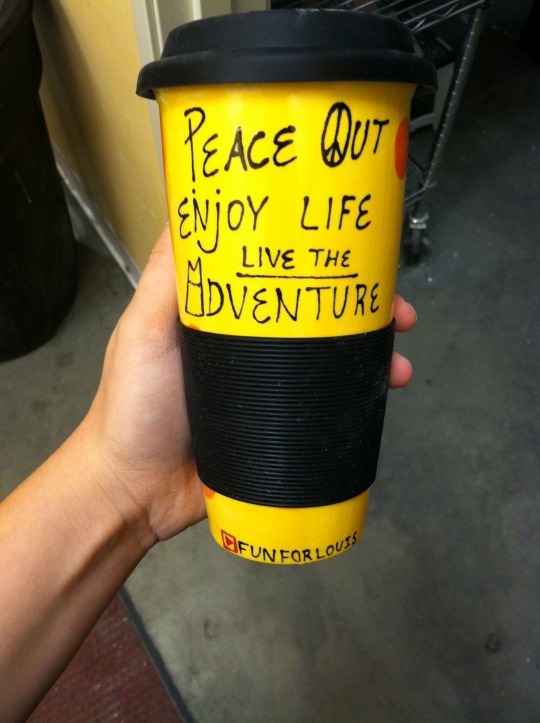 PEACE OUT
ENjOY LIFE
LIVE THE
ADVENTURE
FUNFORLOUIS